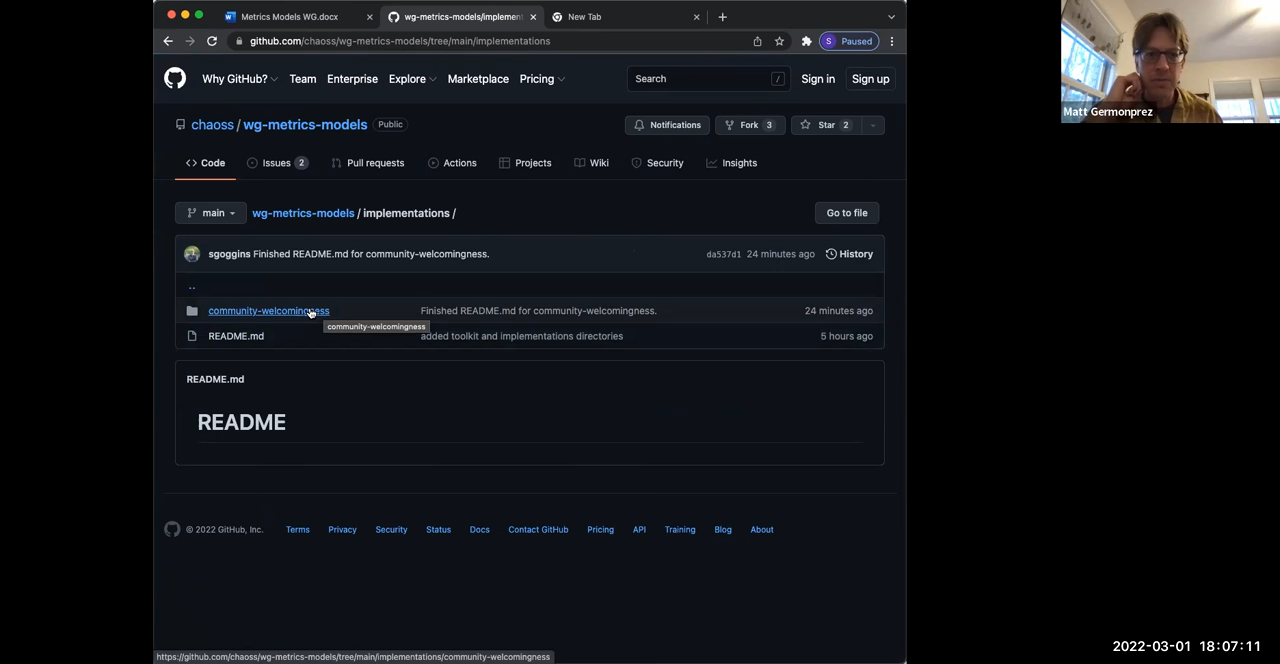 Metrics Models WG.docx
wg-metrics-models/implemen
New Tab
github.com/chaoss/wg-metrics-models/tree/main/implementations
S Paused
Why GitHub? Team Enterprise Explore Marketplace Pricing
Search /
Sign in Sign up
chaoss / wg-metrics-models Public
Notifications Fork 3 Star 2
Code Issues 2 Pull requests Actions Projects Wiki Security Insights
main wg-metrics-models / implementations / Go to file
sgoggins Finished README.md for community-welcomingness. da537d1 24 minutes ago History
..
community-welcomingness Finished README.md for community-welcomingness. 24 minutes ago
community-welcomingness
README.md added toolkit and implementations directories 5 hours ago
README.md
README
© 2022 GitHub, Inc. Terms Privacy Security Status Docs Contact GitHub Pricing API Training Blog About
https://github.com/chaoss/wg-metrics-models/tree/main/implementations/community-welcomingness
Matt Germonprez
2022-03-01 18:07:11